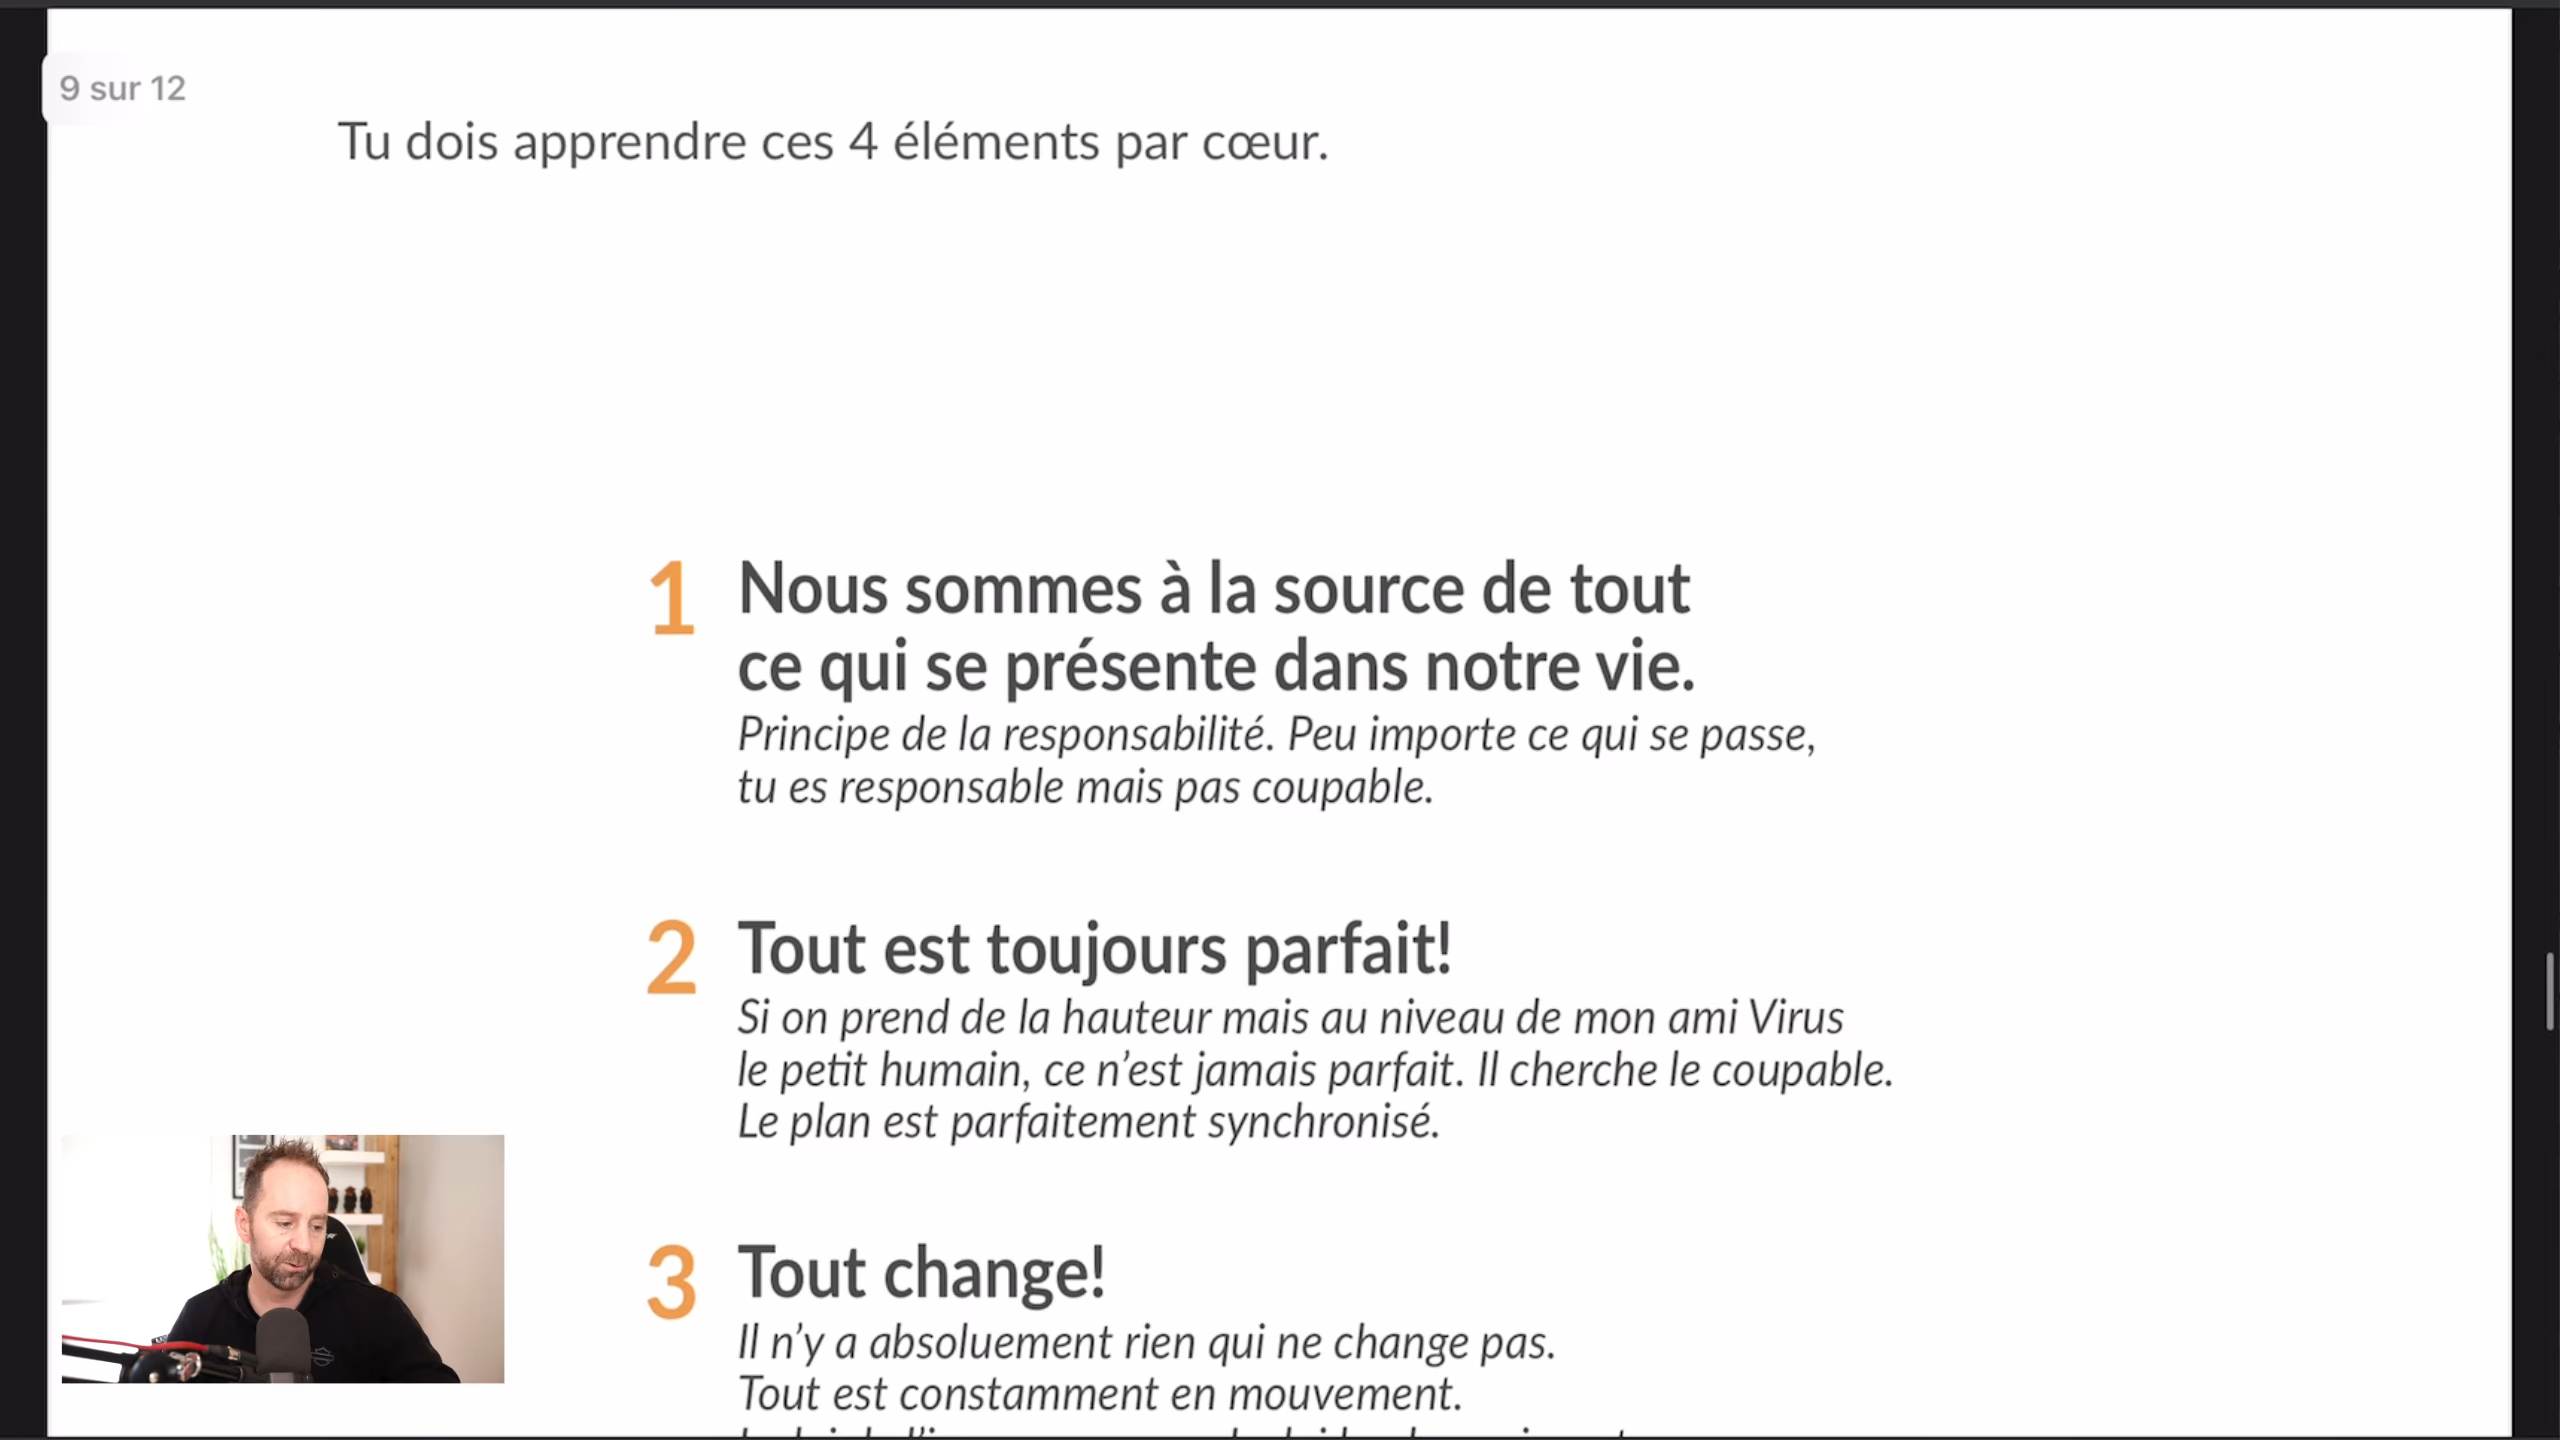 9 sur 12
Tu dois apprendre ces 4 éléments par cœur.
1 Nous sommes à la source de tout
ce qui se présente dans notre vie.
Principe de la responsabilité. Peu importe ce qui se passe,
tu es responsable mais pas coupable.
2 Tout est toujours parfait!
Si on prend de la hauteur mais au niveau de mon ami Virus
le petit humain, ce n’est jamais parfait. Il cherche le coupable.
Le plan est parfaitement synchronisé.
3 Tout change!
Il n’y a absoluement rien qui ne change pas.
Tout est constamment en mouvement.